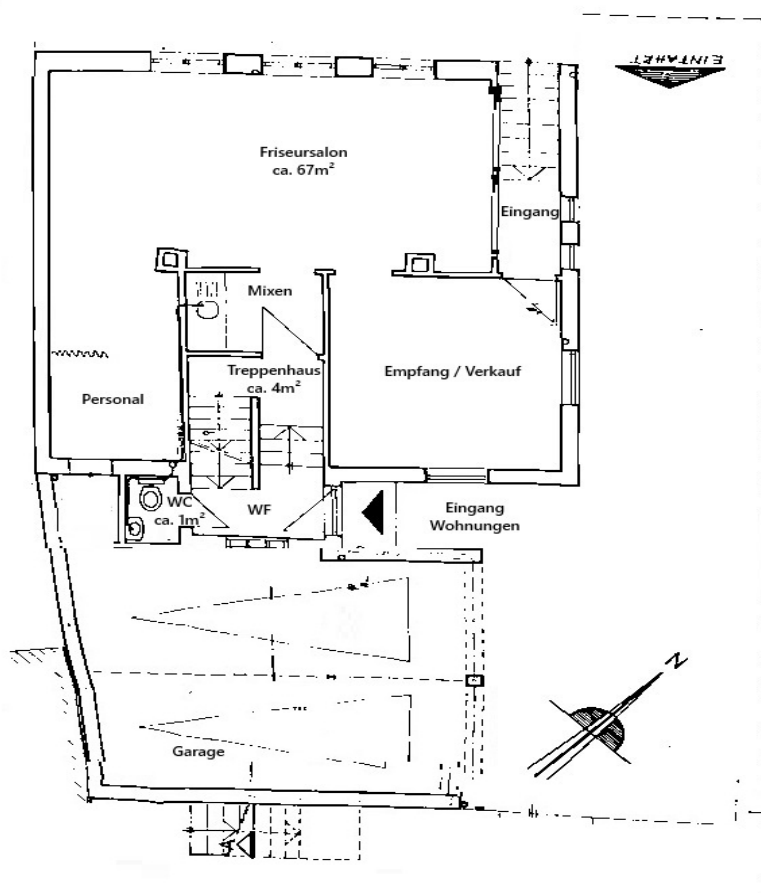 EINFAHRT
Friseursalon
ca. 67m²
Eingang
Mixen
Treppenhaus
ca. 4m²
Empfang / Verkauf
Personal
WC
ca. 1m²
WF
Eingang
Wohnungen
N
Garage